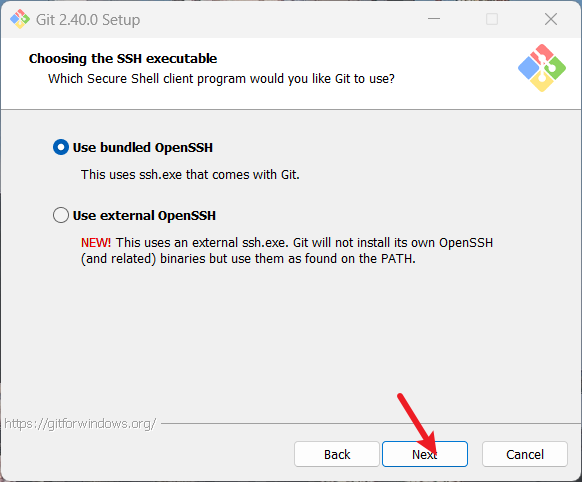 Git 2.40.0 Setup
Choosing the SSH executable
Which Secure Shell client program would you like Git to use?
Use bundled OpenSSH
This uses ssh.exe that comes with Git.
Use external OpenSSH
NEW! This uses an external ssh.exe. Git will not install its own OpenSSH
(and related) binaries but use them as found on the PATH.
https://gitforwindows.org/
Back
Next
Cancel